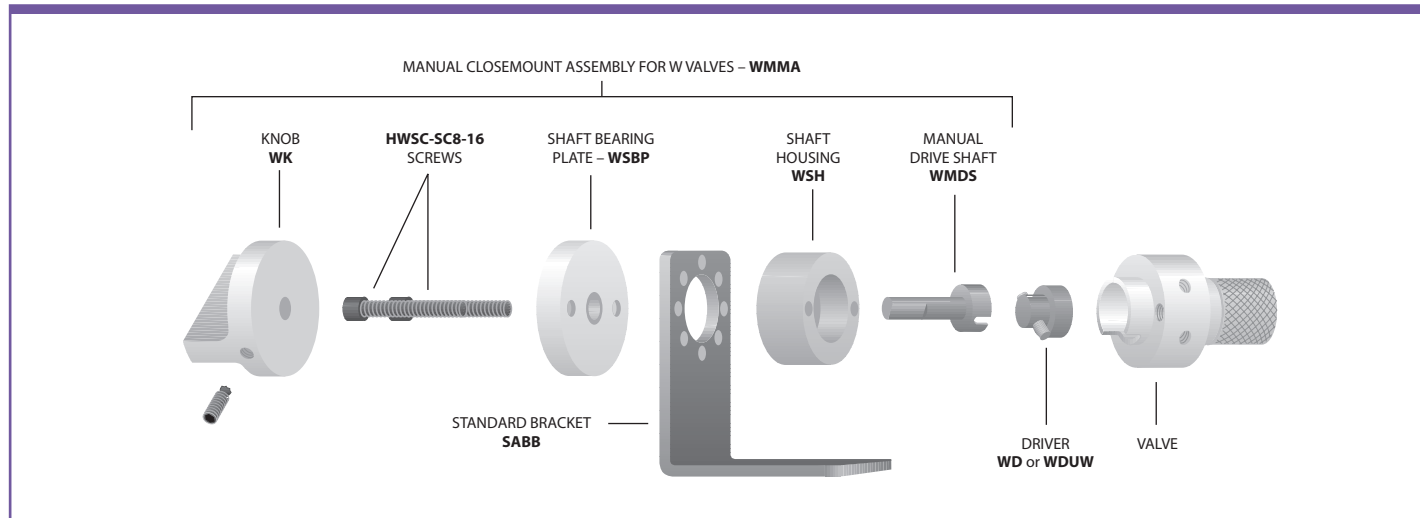 MANUAL CLOSEMOUNT ASSEMBLY FOR W VALVES – WMMA
KNOB
WK
HWSC-SC8-16
SCREWS
SHAFT BEARING
PLATE – WSBP
SHAFT
HOUSING
WSH
MANUAL
DRIVE SHAFT
WMDS
STANDARD BRACKET
SABB
DRIVER
WD or WDUW
VALVE